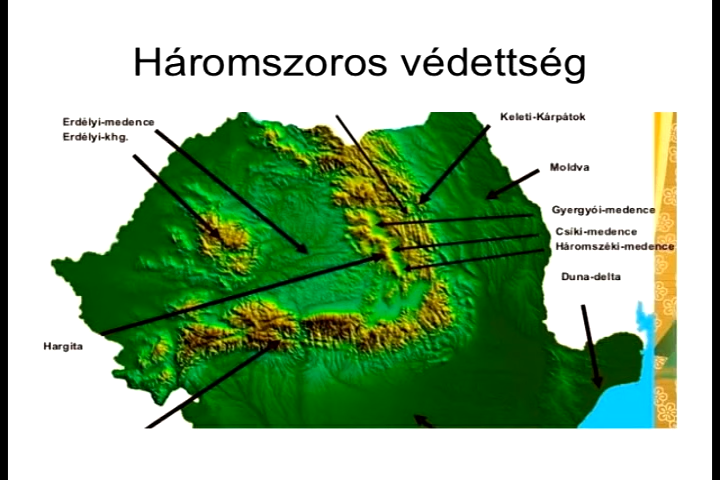 Háromszoros védettség
Erdélyi-medence
Erdélyi-khg.
Keleti-Kárpátok
Moldva
Gyergyói-medence
Csíki-medence
Háromszéki-medence
Duna-delta
Hargita